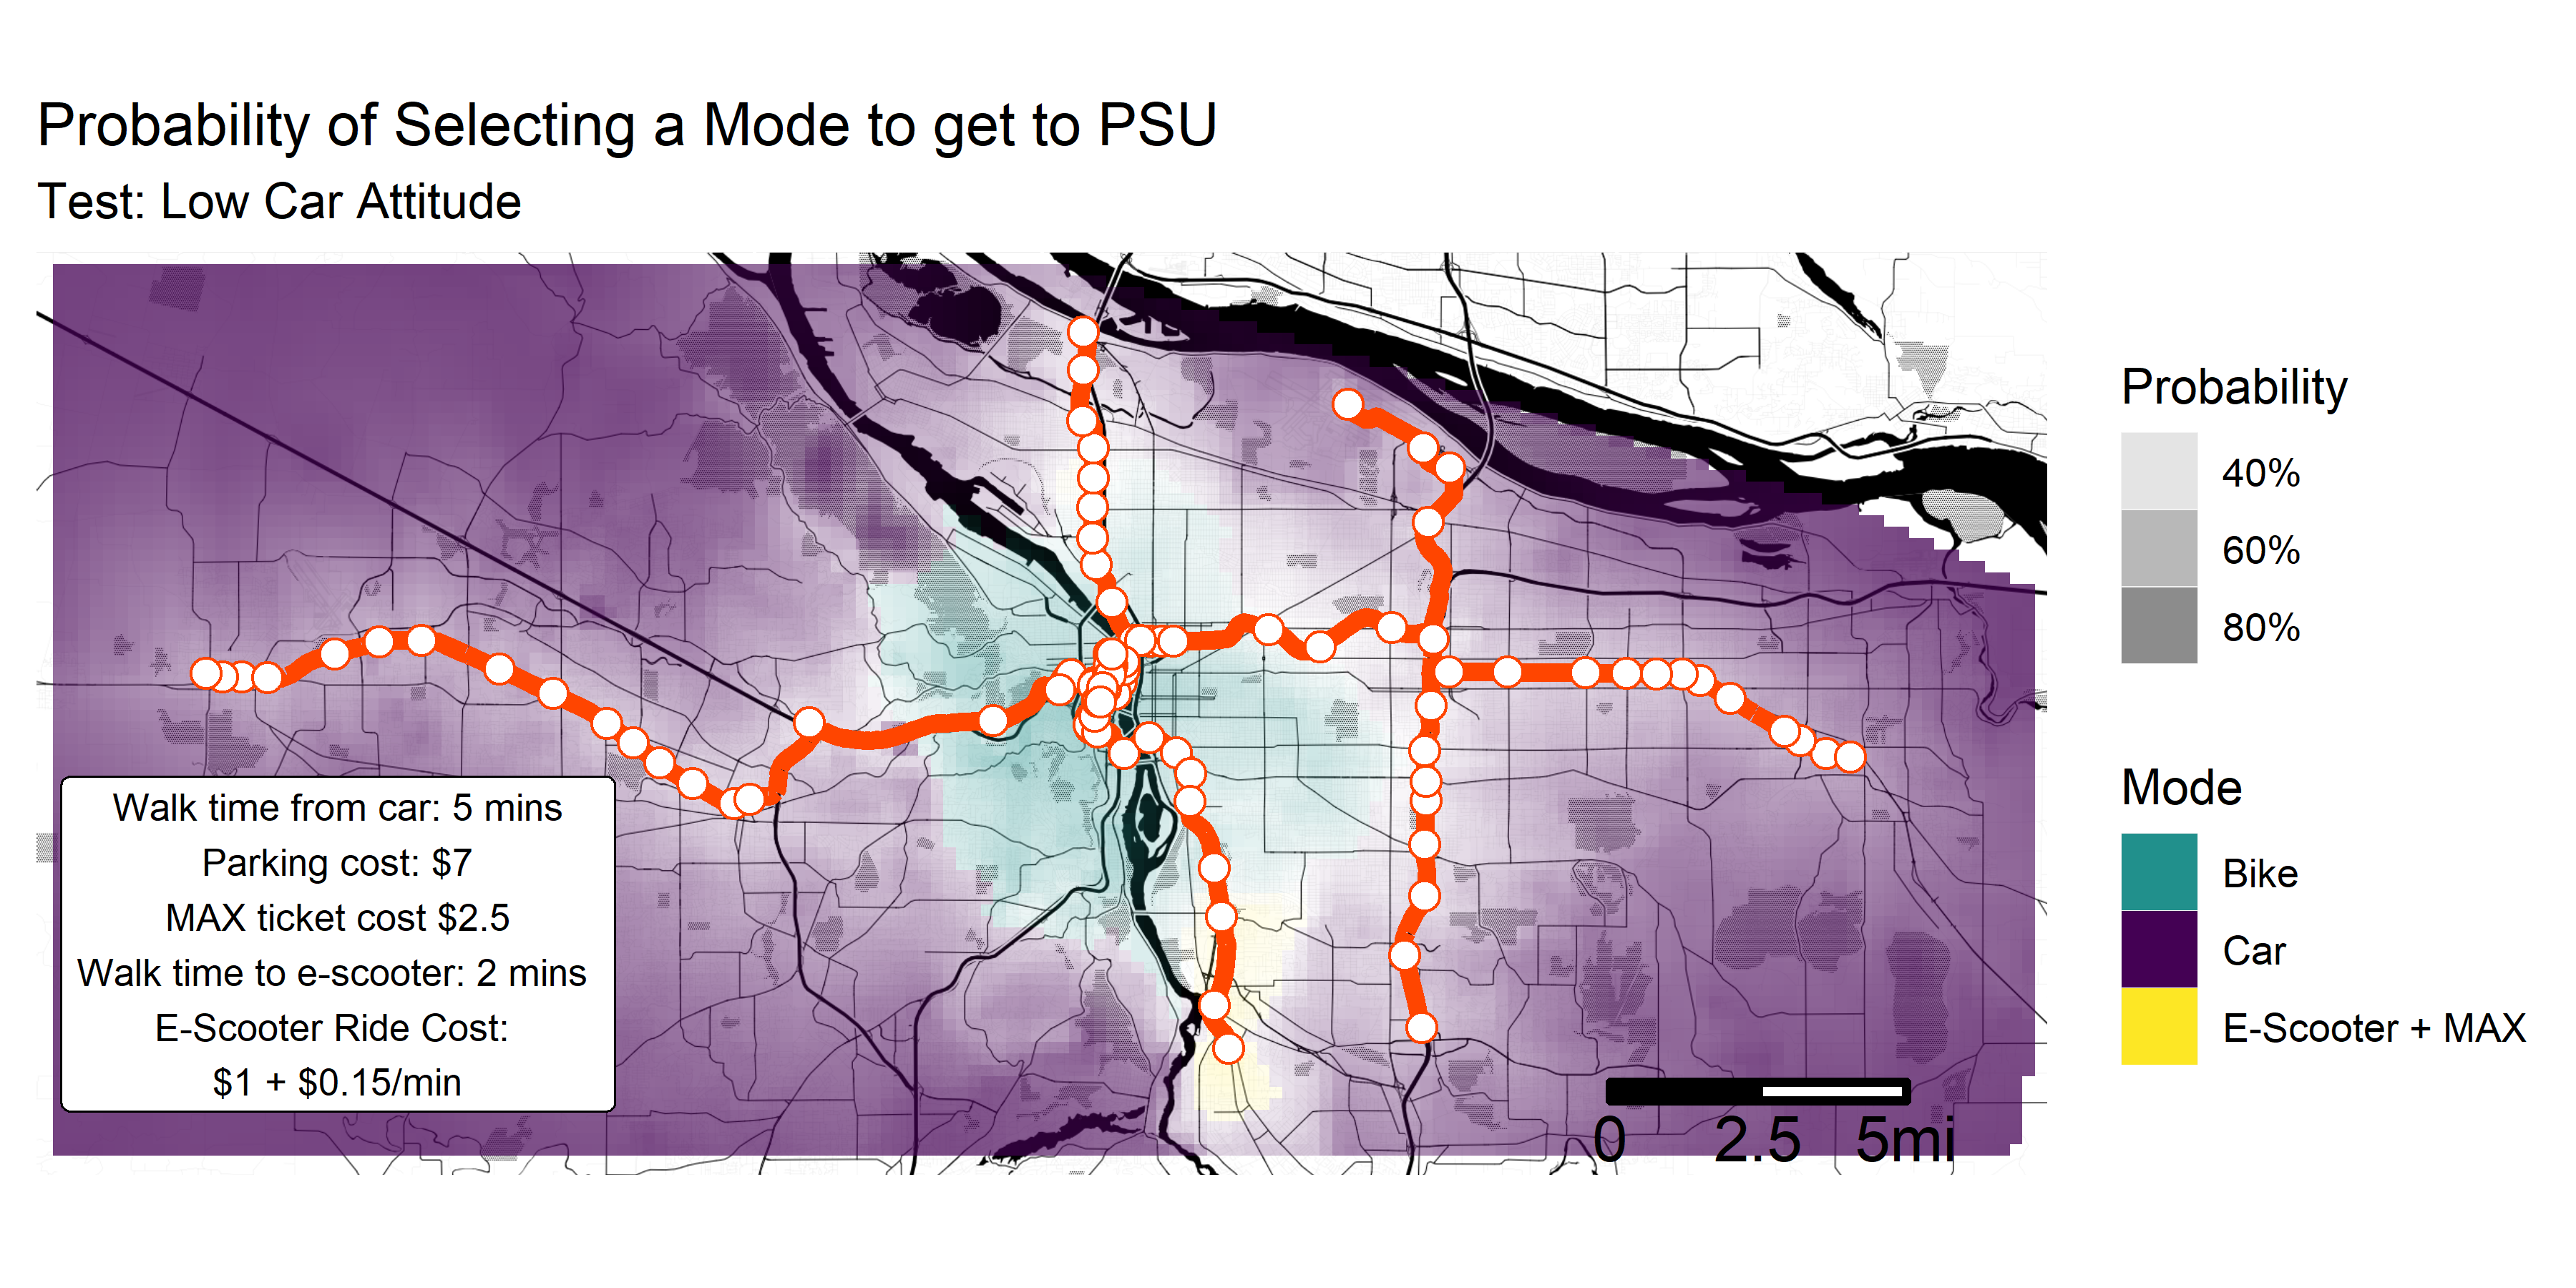 Probability of Selecting a Mode to get to PSU
Test: Low Car Attitude
Walk time from car: 5 mins
Parking cost: $7
MAX ticket cost $2.5
Walk time to e-scooter: 2 mins
E-Scooter Ride Cost:
$1 + $0.15/min
0 2.5 5mi
Probability
40%
60%
80%
Mode
Bike
Car
E-Scooter + MAX